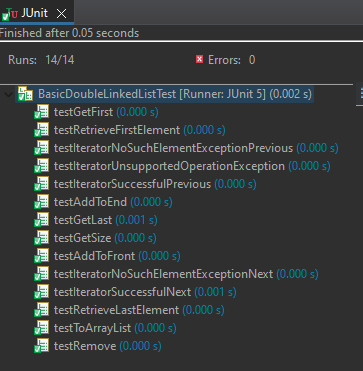 JUnit
Finished after 0.05 seconds
Runs: 14/14 Errors: 0
BasicDoubleLinkedListTest [Runner: JUnit 5] (0.002 s)
testGetFirst (0.000 s)
testRetrieveFirstElement (0.000 s)
testIteratorNoSuchElementExceptionPrevious (0.000 s)
testIteratorUnsupportedOperationException (0.000 s)
testIteratorSuccessfulPrevious (0.000 s)
testAddToEnd (0.000 s)
testGetLast (0.001 s)
testGetSize (0.000 s)
testAddToFront (0.000 s)
testIteratorNoSuchElementExceptionNext (0.000 s)
testIteratorSuccessfulNext (0.001 s)
testRetrieveLastElement (0.000 s)
testToArrayList (0.000 s)
testRemove (0.000 s)